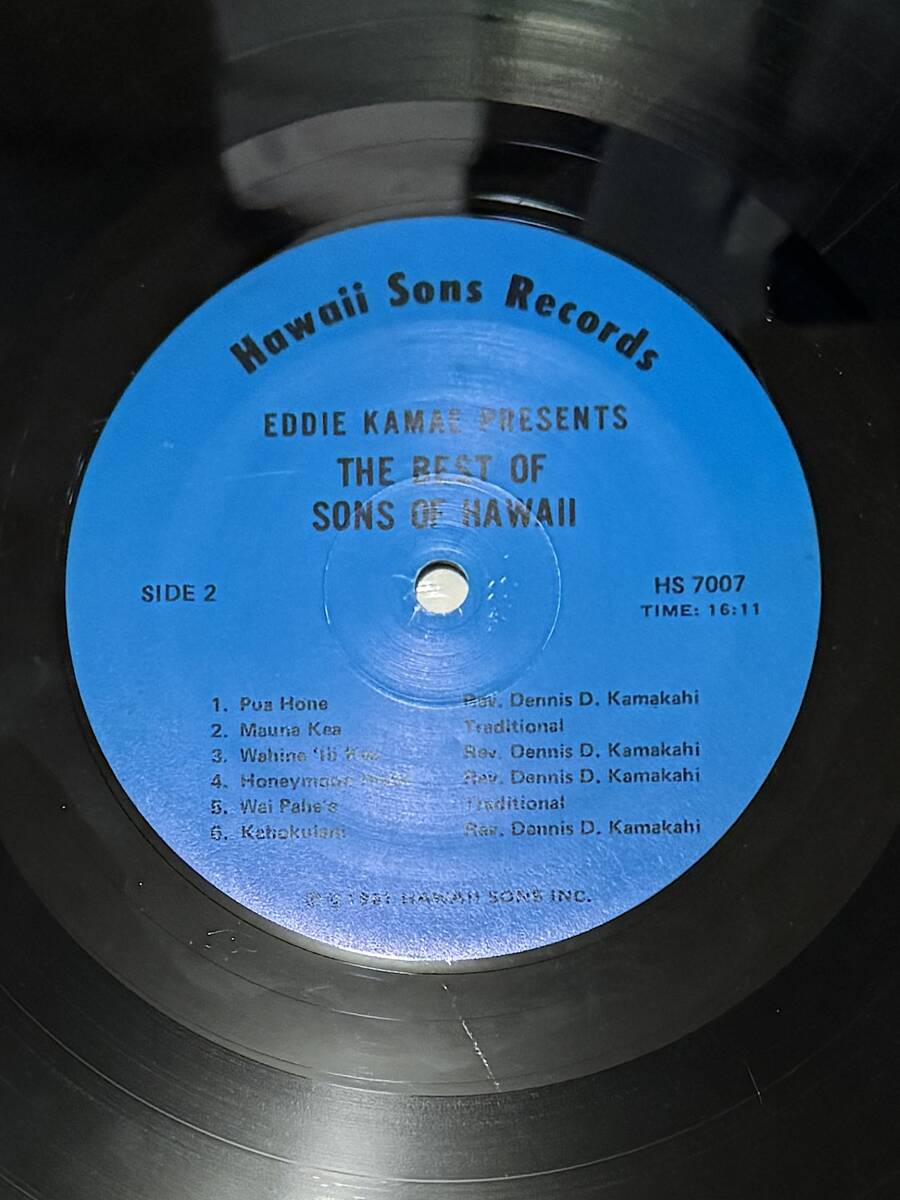 Hawaii Sons Records
EDDIE KAMAE PRESENTS
THE BEST OF
SONS OF HAWAII
SIDE 2
HS 7007
TIME: 16:11
1. Pua Hone Rev. Dennis D. Kamakahi
2. Mauna Kea Traditional
3. Wahine 'Ili Rev. Dennis D. Kamakahi
4. Honeymoon Rev. Dennis D. Kamakahi
5. Wai Traditional
6. Kahokulani Rev. Dennis D. Kamakahi
℗ © 1981 HAWAII SONS INC.